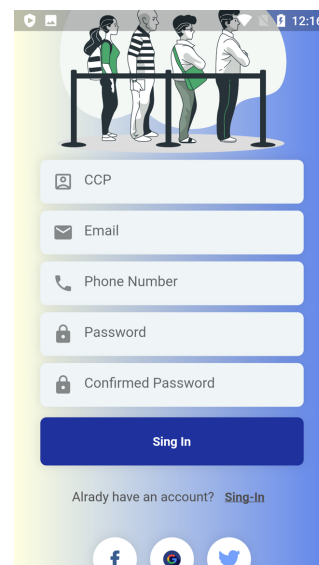 12:16
CCP
Email
Phone Number
Password
Confirmed Password
Sing In
Alrady have an account? Sing-In